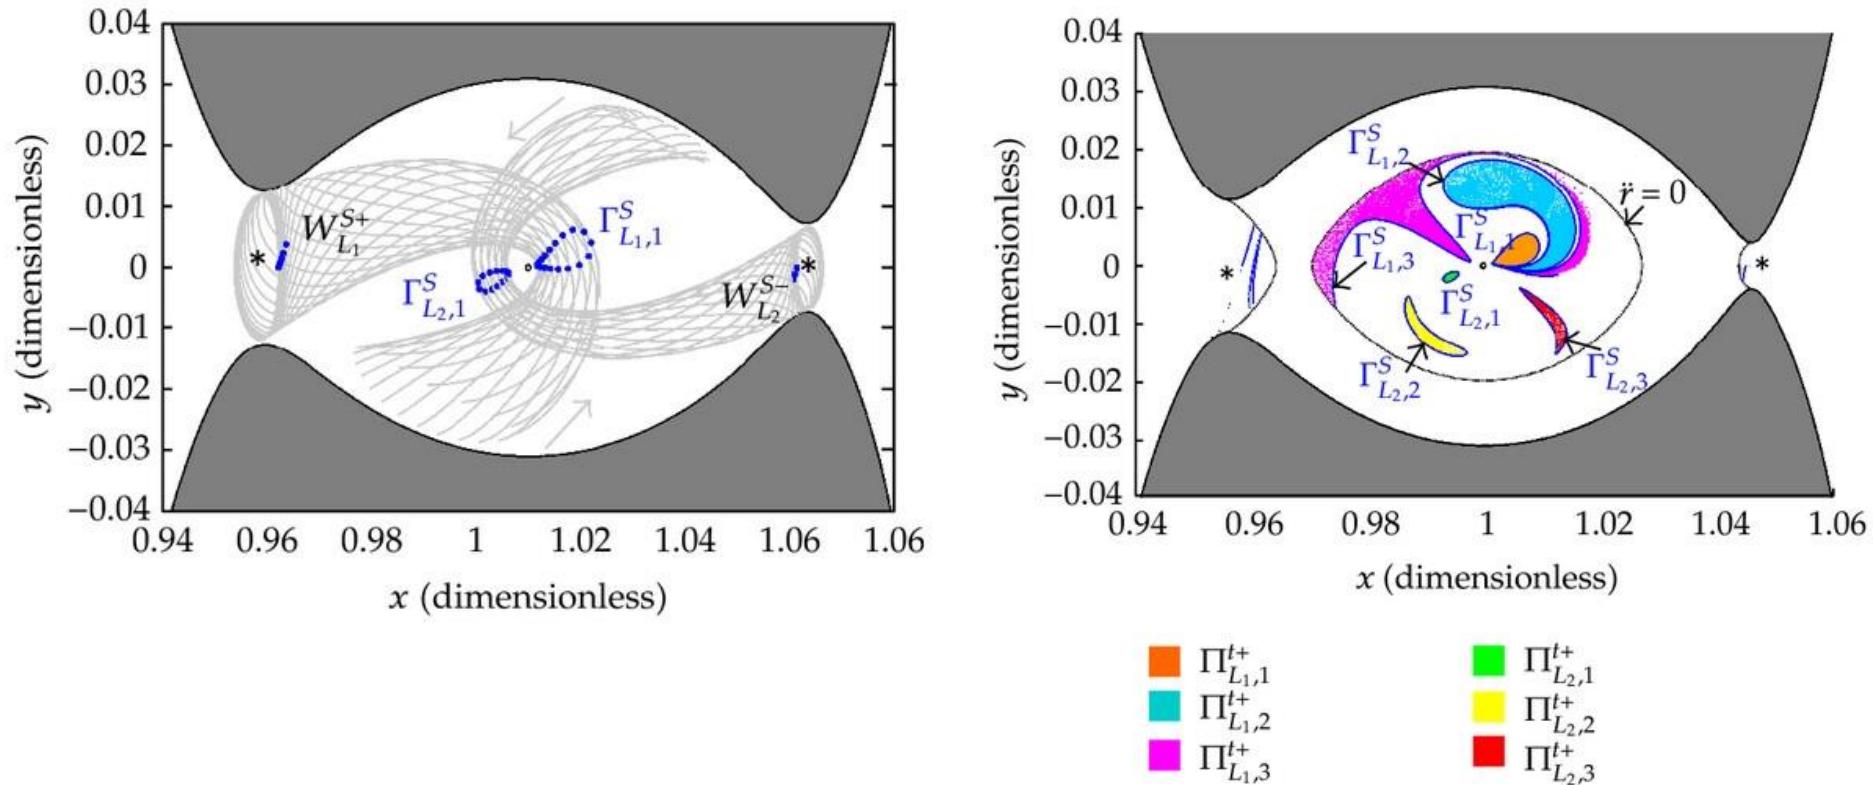 0.04
0.03
0.02
0.01
0
−0.01
−0.02
−0.03
−0.04
y (dimensionless)
0.94 0.96 0.98 1 1.02 1.04 1.06 1.06
x (dimensionless)
W^{S+}_{L_1}
Γ^S_{L_1,1}
Γ^S_{L_2,1}
W^{S−}_{L_2}
*
*
0.04
0.03
0.02
0.01
0
−0.01
−0.02
−0.03
−0.04
y (dimensionless)
0.94 0.96 0.98 1 1.02 1.04 1.06
x (dimensionless)
Γ^S_{L_1,2}
r̈ = 0
Γ^S_{L_1,1}
Γ^S_{L_1,3}
Γ^S_{L_2,1}
Γ^S_{L_2,2}
Γ^S_{L_2,3}
*
*
Π^{t+}_{L_1,1}
Π^{t+}_{L_1,2}
Π^{t+}_{L_1,3}
Π^{t+}_{L_2,1}
Π^{t+}_{L_2,2}
Π^{t+}_{L_2,3}